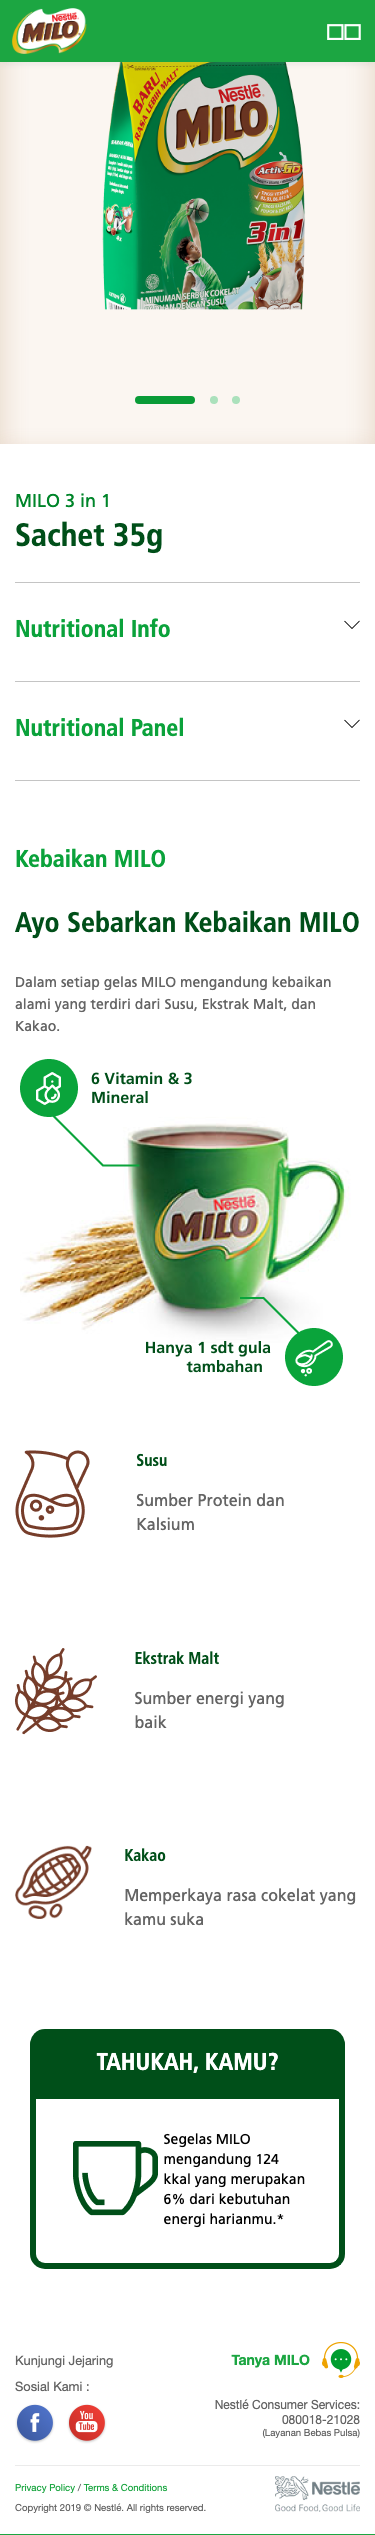 Nestlé
MILO
BARU
RASA LEBIH MALT*
Nestlé
MILO
Activ-GO
3in1
MINUMAN SERBUK COKELAT
DENGAN SUSU
MILO 3 in 1
Sachet 35g
Nutritional Info
Nutritional Panel
Kebaikan MILO
Ayo Sebarkan Kebaikan MILO
Dalam setiap gelas MILO mengandung kebaikan
alami yang terdiri dari Susu, Ekstrak Malt, dan
Kakao.
6 Vitamin & 3
Mineral
Nestlé
MILO
Hanya 1 sdt gula
tambahan
Susu
Sumber Protein dan
Kalsium
Ekstrak Malt
Sumber energi yang
baik
Kakao
Memperkaya rasa cokelat yang
kamu suka
TAHUKAH, KAMU?
Segelas MILO
mengandung 124
kkal yang merupakan
6% dari kebutuhan
energi harianmu.*
Kunjungi Jejaring
Sosial Kami :
f
You
Tube
Tanya MILO
Nestlé Consumer Services:
080018-21028
(Layanan Bebas Pulsa)
Privacy Policy / Terms & Conditions
Copyright 2019 © Nestlé. All rights reserved.
Nestlé
Good Food, Good Life